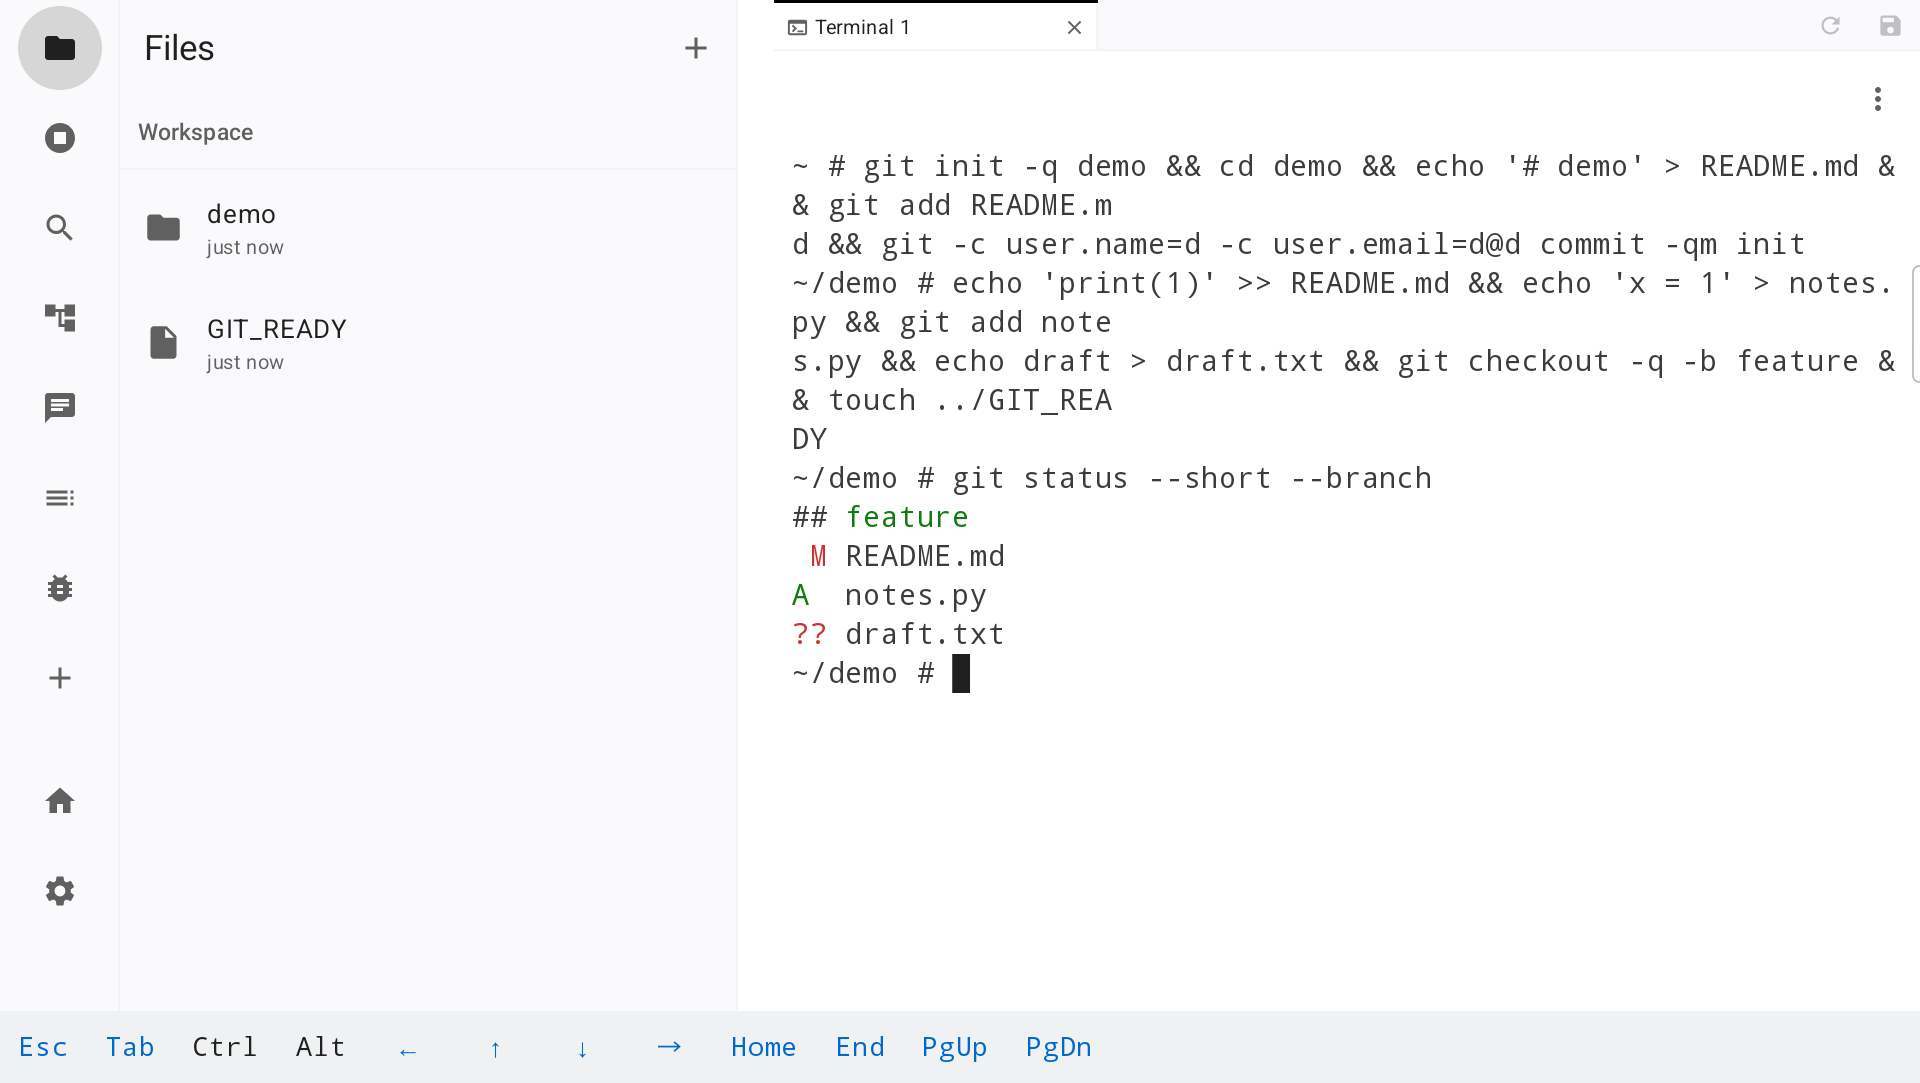 Files
Workspace
demo
just now
GIT_READY
just now
Terminal 1
~ # git init -q demo && cd demo && echo '# demo' > README.md &
& git add README.m
d && git -c user.name=d -c user.email=d@d commit -qm init
~/demo # echo 'print(1)' >> README.md && echo 'x = 1' > notes.
py && git add note
s.py && echo draft > draft.txt && git checkout -q -b feature &
& touch ../GIT_REA
DY
~/demo # git status --short --branch
## feature
 M README.md
A  notes.py
?? draft.txt
~/demo #
Esc Tab Ctrl Alt ← ↑ ↓ → Home End PgUp PgDn